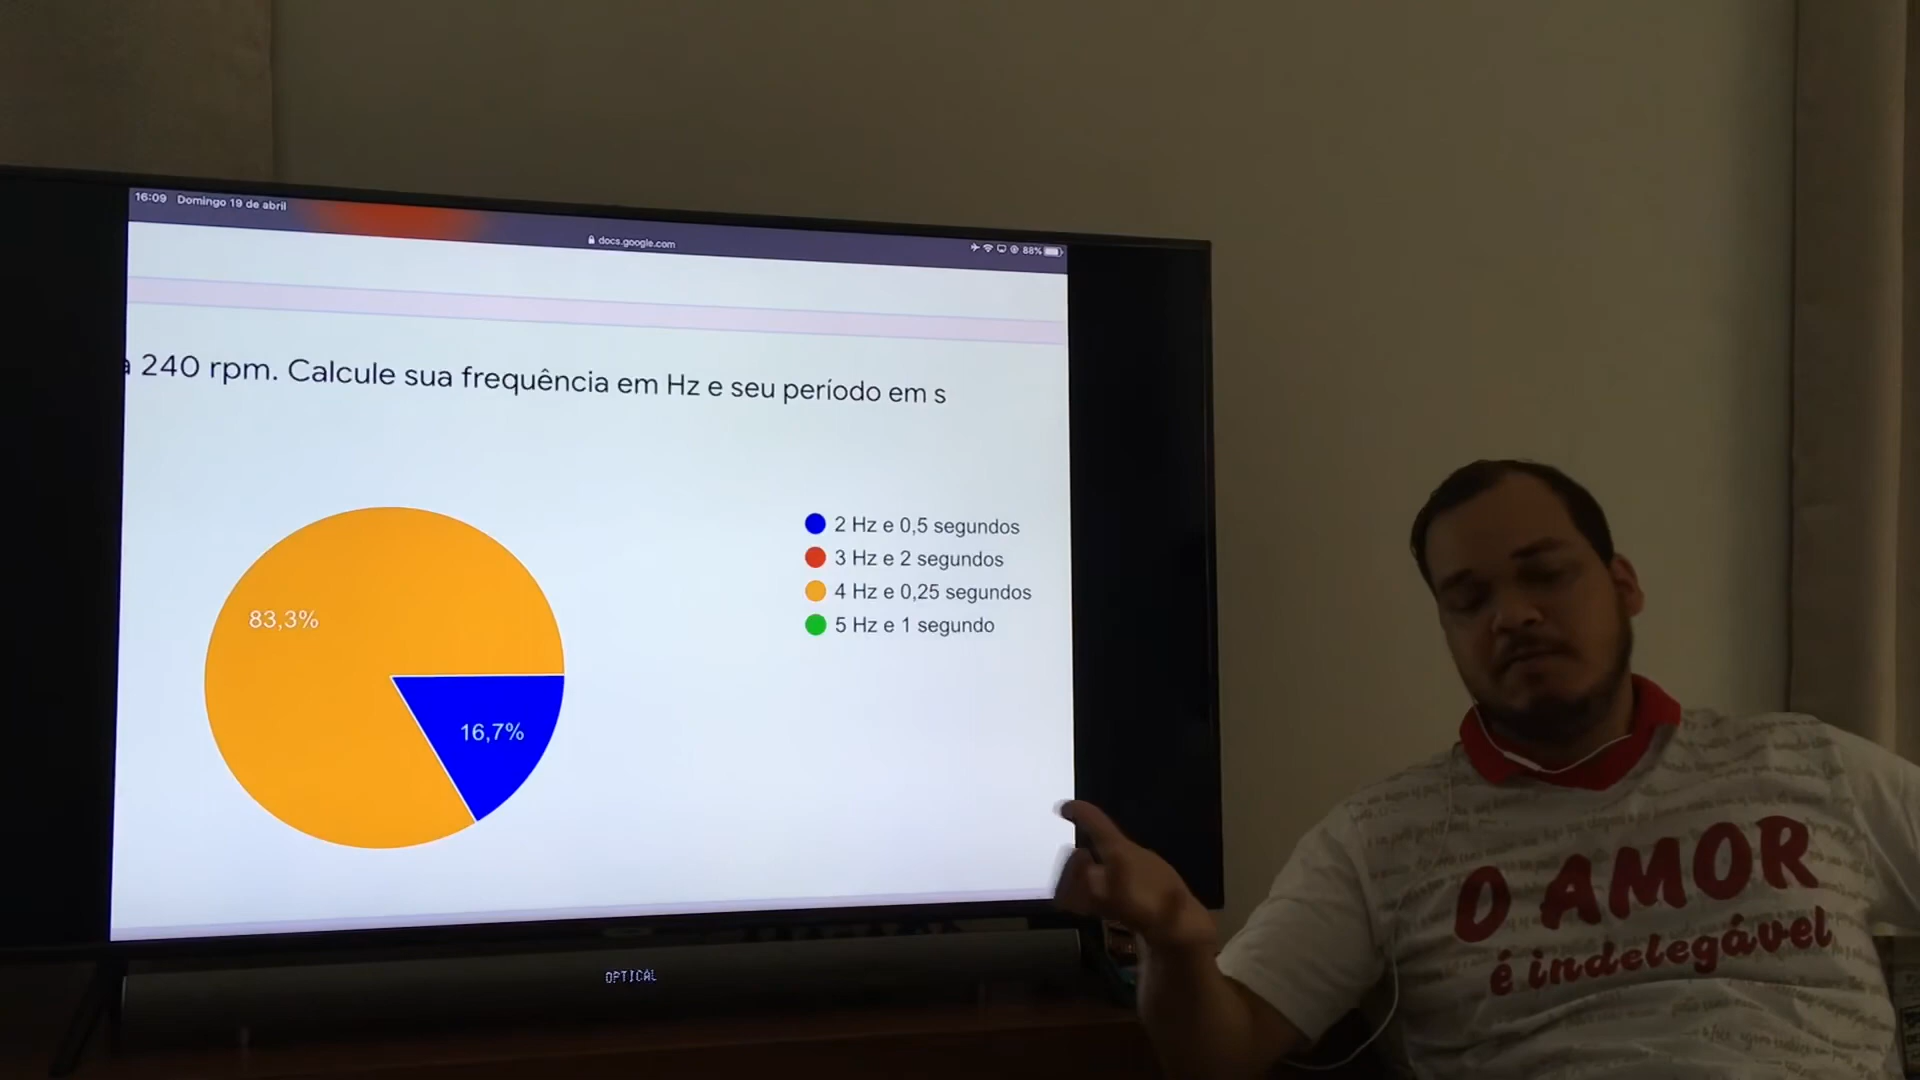 16:09 Domingo 19 de abril
docs.google.com
88%
240 rpm. Calcule sua frequência em Hz e seu período em s
2 Hz e 0,5 segundos
3 Hz e 2 segundos
4 Hz e 0,25 segundos
5 Hz e 1 segundo
83,3%
16,7%
OPTICAL
O AMOR
é indelegável